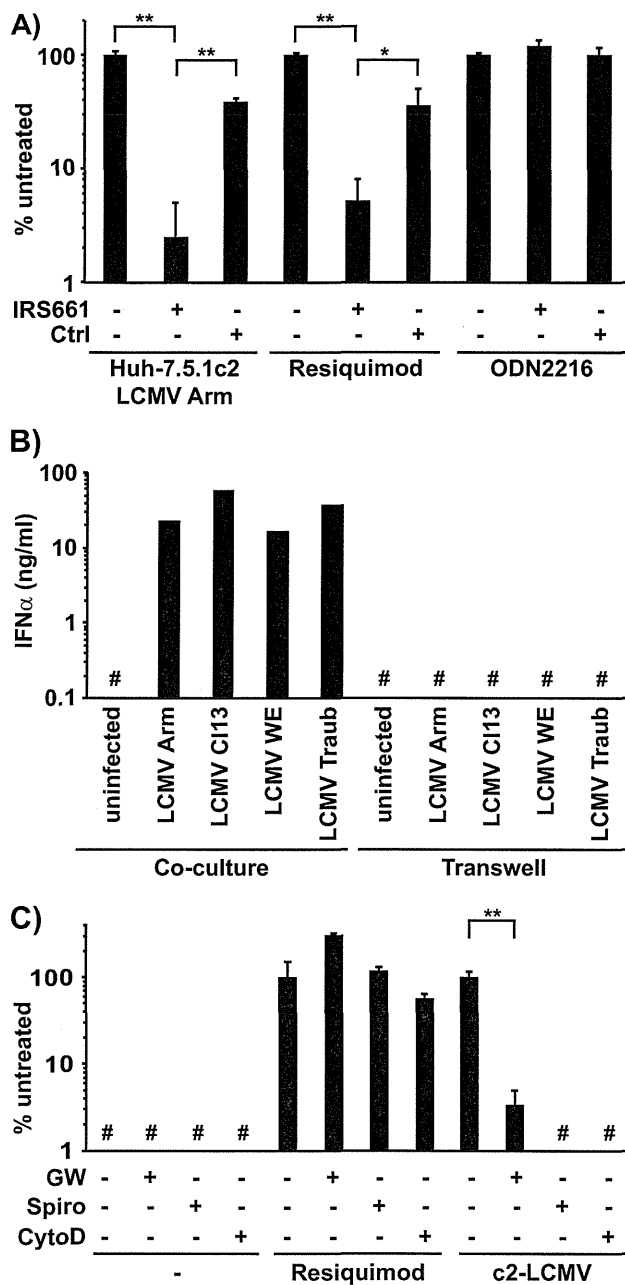 A)
** ** ** *
100
10
1
% untreated
IRS661 - + - - + - - + -
Ctrl - - + - - + - - +
Huh-7.5.1c2 LCMV Arm Resiquimod ODN2216
B)
100
10
1
0.1
IFNα (ng/ml)
# # # # # #
uninfected
LCMV Arm
LCMV Cl13
LCMV WE
LCMV Traub
uninfected
LCMV Arm
LCMV Cl13
LCMV WE
LCMV Traub
Co-culture Transwell
C)
**
100
10
1
% untreated
# # # # # #
GW - + - - - + - - - + - -
Spiro - - + - - - + - - - + -
CytoD - - - + - - - + - - - +
- Resiquimod c2-LCMV